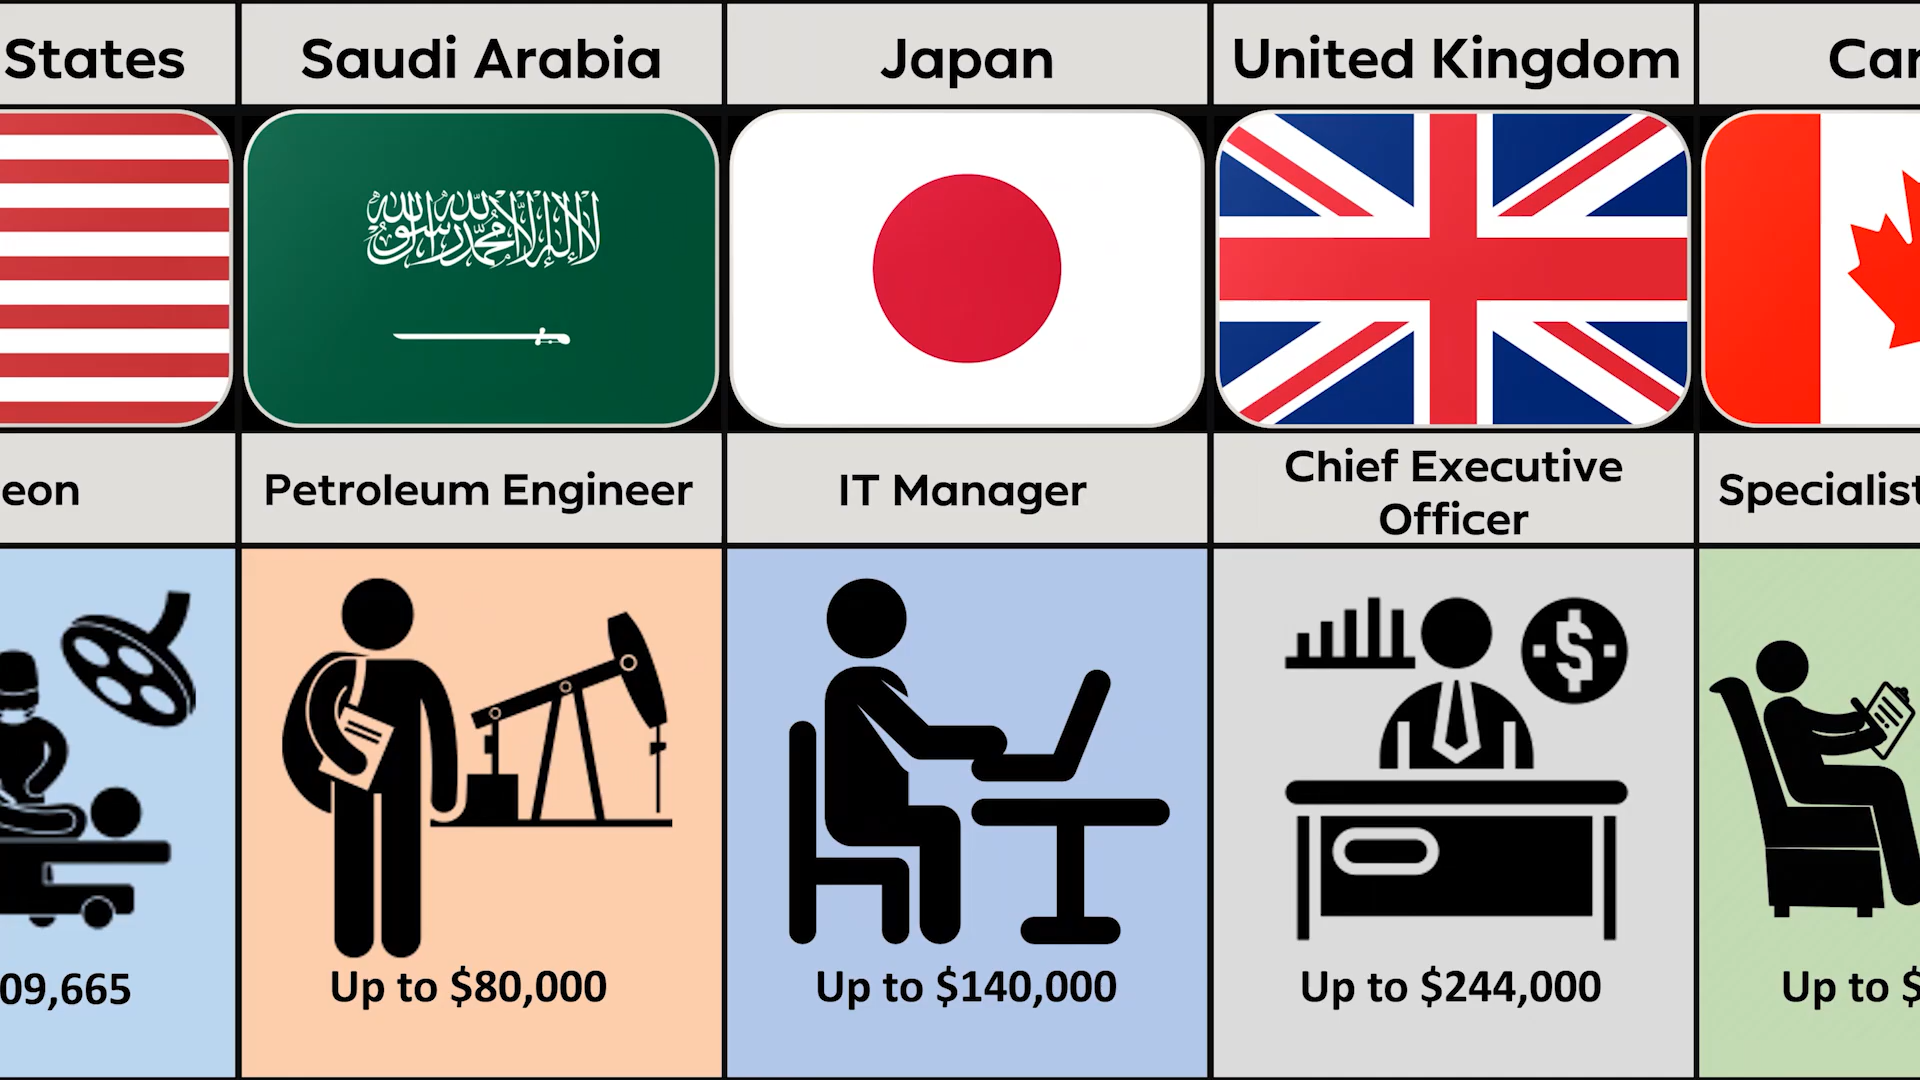 States
Saudi Arabia
Japan
United Kingdom
لا إله إلا الله محمد رسول الله
eon
Petroleum Engineer
IT Manager
Chief Executive
Officer
Specialist
09,665
Up to $80,000
Up to $140,000
Up to $244,000
Up to $